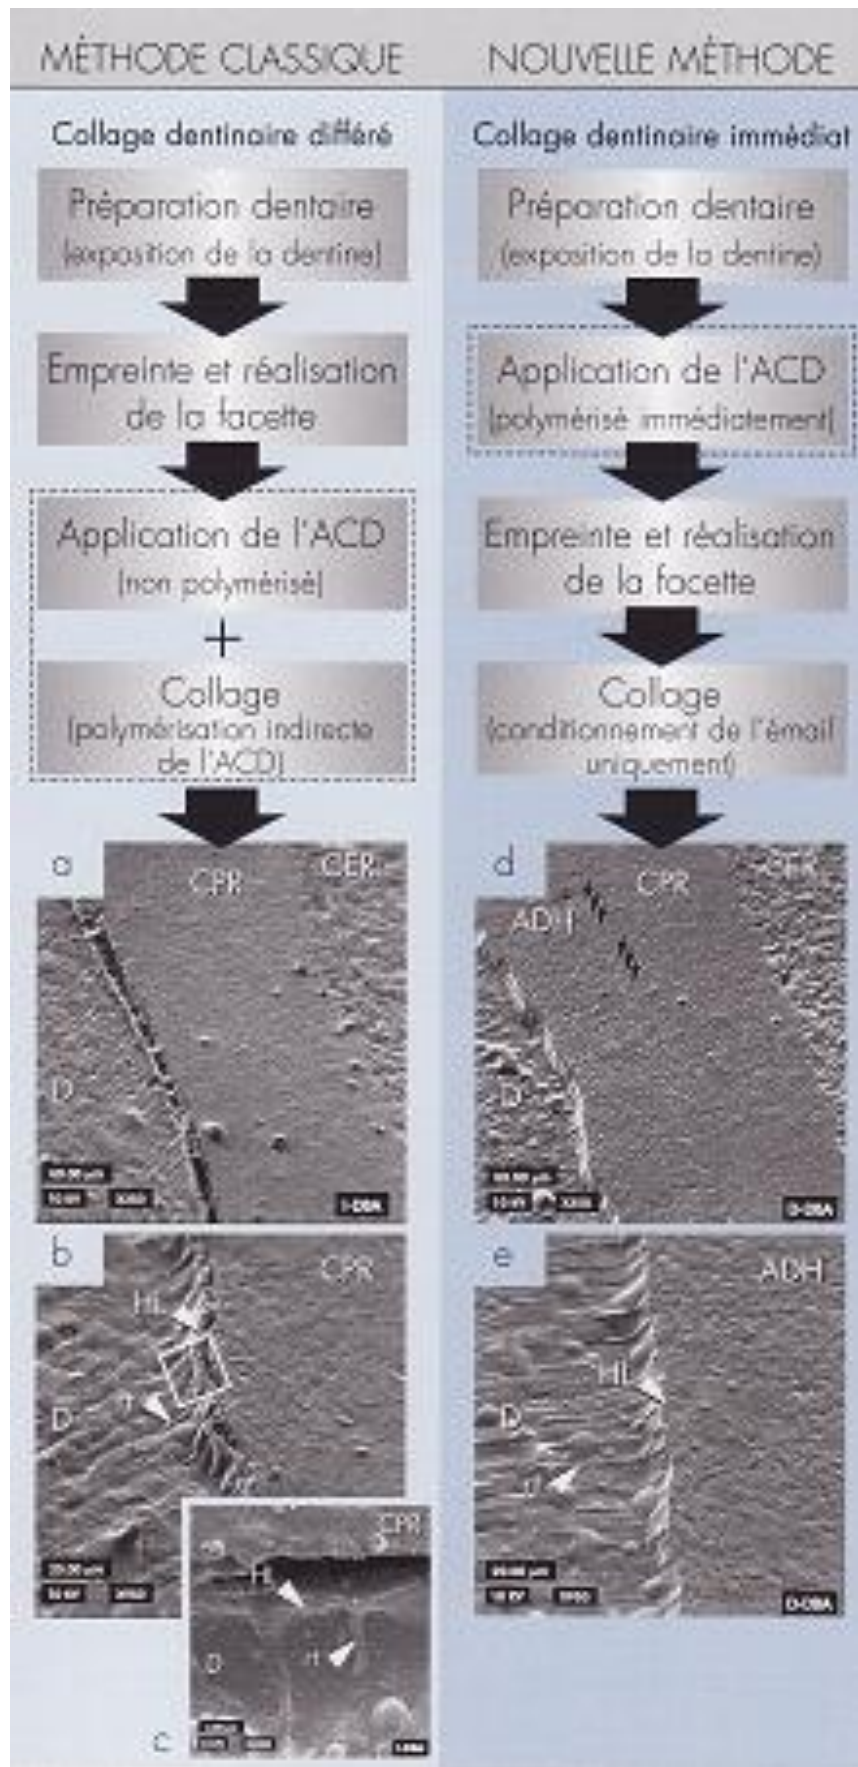 MÉTHODE CLASSIQUE
Collage dentinaire différé
Préparation dentaire
(exposition de la dentine)
Empreinte et réalisation
de la facette
Application de l'ACD
(non polymérisé)
+
Collage
(polymérisation indirecte
de l'ACD)
a
CPR
CER
D
I-DBA
b
CPR
HL
D
CPR
HL
D
rt
c
NOUVELLE MÉTHODE
Collage dentinaire immédiat
Préparation dentaire
(exposition de la dentine)
Application de l'ACD
(polymérisé immédiatement)
Empreinte et réalisation
de la facette
Collage
(conditionnement de l'émail
uniquement)
d
CPR
CER
ADH
D
D-DBA
e
ADH
HL
D
D-DBA